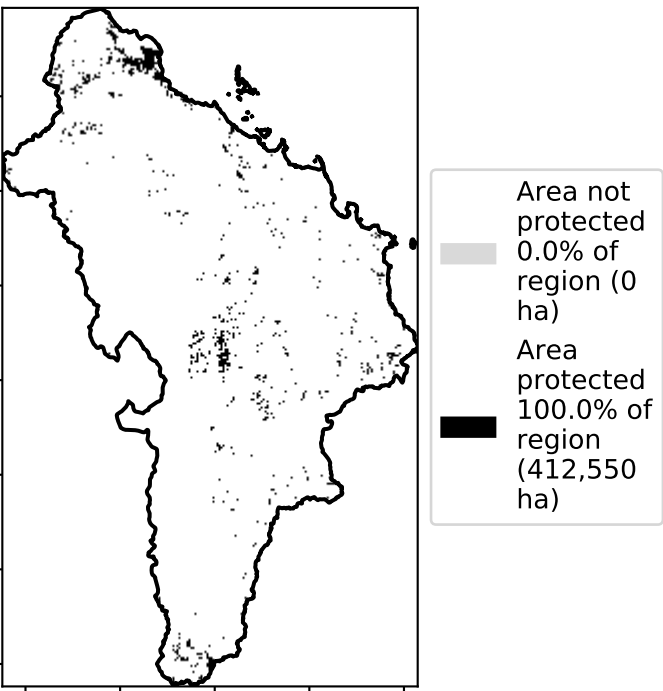 Area not
protected
0.0% of
region (0
ha)
Area
protected
100.0% of
region
(412,550
ha)